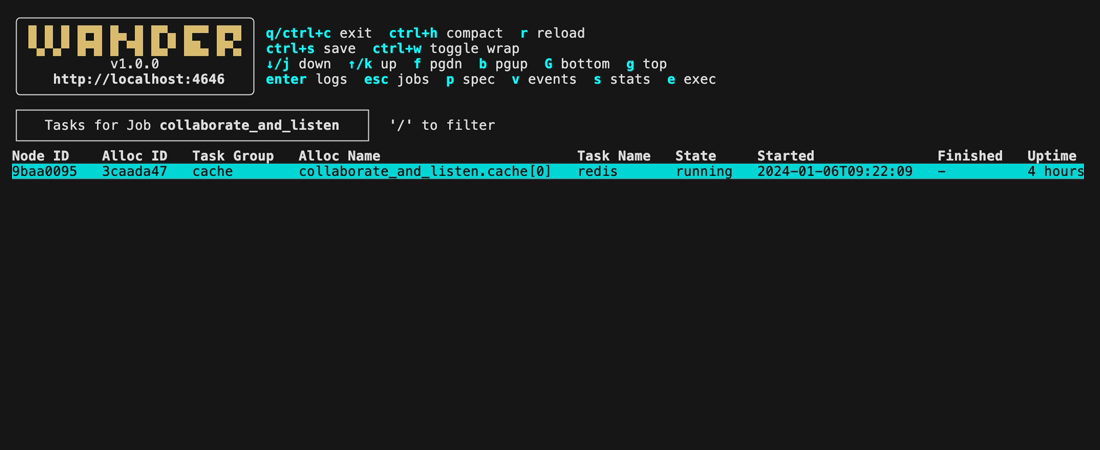 WANDER
v1.0.0
http://localhost:4646
q/ctrl+c exit  ctrl+h compact  r reload
ctrl+s save  ctrl+w toggle wrap
↓/j down  ↑/k up  f pgdn  b pgup  G bottom  g top
enter logs  esc jobs  p spec  v events  s stats  e exec
Tasks for Job collaborate_and_listen  '/' to filter
Node ID  Alloc ID  Task Group  Alloc Name  Task Name  State  Started  Finished  Uptime
9baa0095  3caada47  cache  collaborate_and_listen.cache[0]  redis  running  2024-01-06T09:22:09  -  4 hours